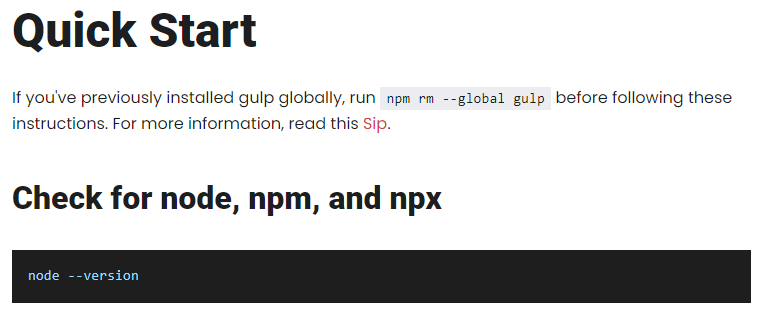 Quick Start
If you've previously installed gulp globally, run npm rm --global gulp before following these
instructions. For more information, read this Sip.
Check for node, npm, and npx
node --version